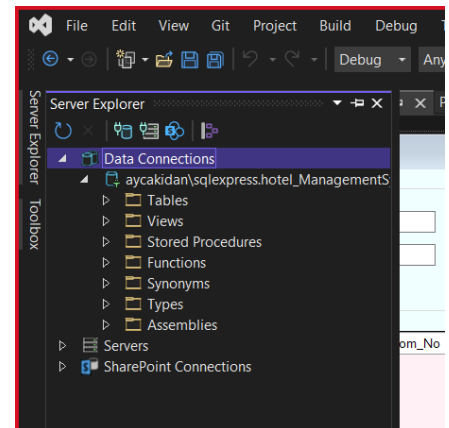 File Edit View Git Project Build Debug
Debug Any
Server Explorer
Toolbox
Server Explorer
Data Connections
aycakidan\sqlexpress.hotel_ManagementS
Tables
Views
Stored Procedures
Functions
Synonyms
Types
Assemblies
Servers
SharePoint Connections
om_No